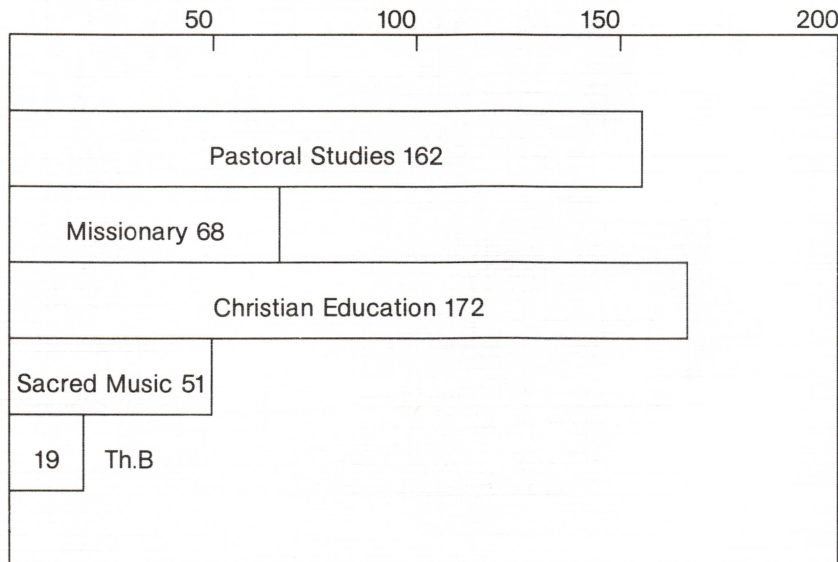 50 100 150 200
Pastoral Studies 162
Missionary 68
Christian Education 172
Sacred Music 51
19 Th.B